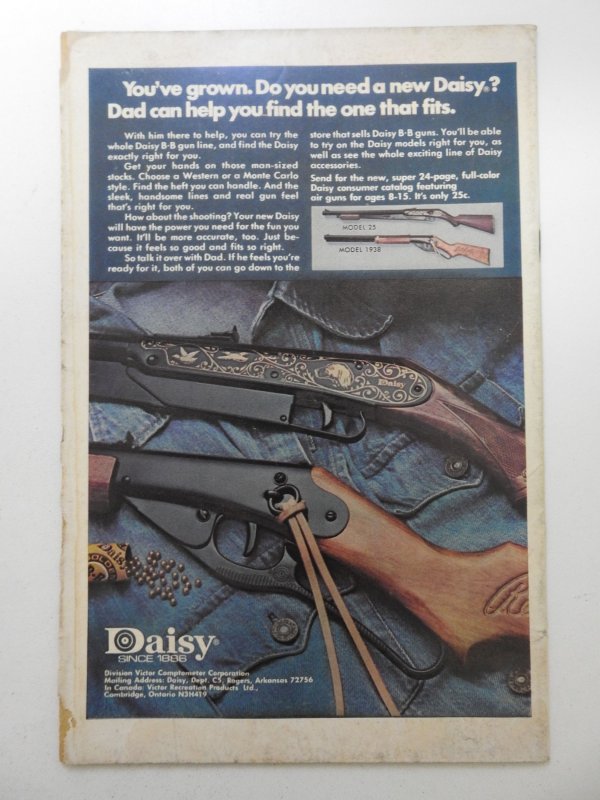 You've grown. Do you need a new Daisy®?
Dad can help you find the one that fits.
With him there to help, you can try the
whole Daisy B·B gun line, and find the Daisy
exactly right for you.
Get your hands on those man-sized
stocks. Choose a Western or a Monte Carlo
style. Find the heft you can handle. And the
sleek, handsome lines and real gun feel
that's right for you.
How about the shooting? Your new Daisy
will have the power you need for the fun you
want. It'll be more accurate, too. Just be-
cause it feels so good and fits so right.
So talk it over with Dad. If he feels you're
ready for it, both of you can go down to the
store that sells Daisy B·B guns. You'll be able
to try on the Daisy models right for you, as
well as see the whole exciting line of Daisy
accessories.
Send for the new, super 24-page, full-color
Daisy consumer catalog featuring
air guns for ages 8-15. It's only 25¢.
MODEL 25
MODEL 1938
Daisy
Daisy
Daisy®
SINCE 1886
Division Victor Comptometer Corporation
Mailing Address: Daisy, Dept. C5, Rogers, Arkansas 72756
In Canada: Victor Recreation Products Ltd.,
Cambridge, Ontario N3H4T9